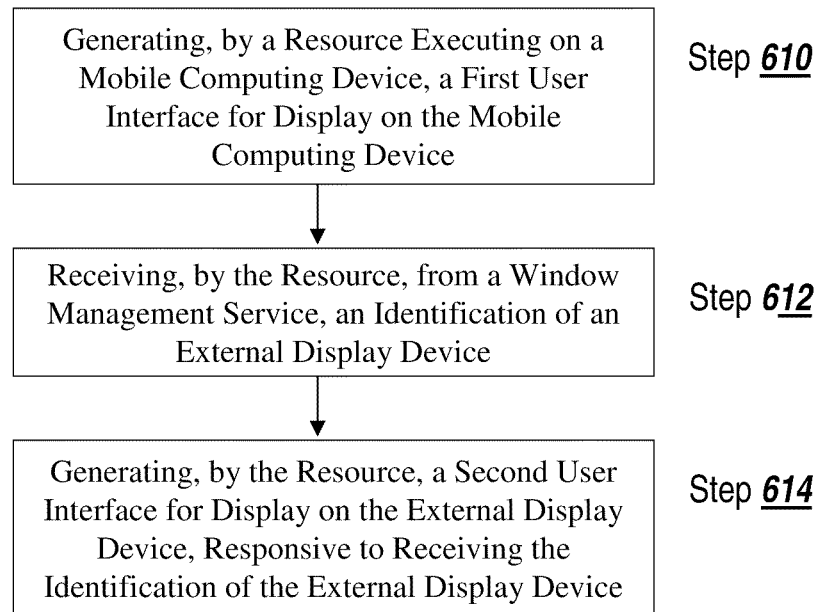 Generating, by a Resource Executing on a
Mobile Computing Device, a First User
Interface for Display on the Mobile
Computing Device
Step 610
Receiving, by the Resource, from a Window
Management Service, an Identification of an
External Display Device
Step 612
Generating, by the Resource, a Second User
Interface for Display on the External Display
Device, Responsive to Receiving the
Identification of the External Display Device
Step 614